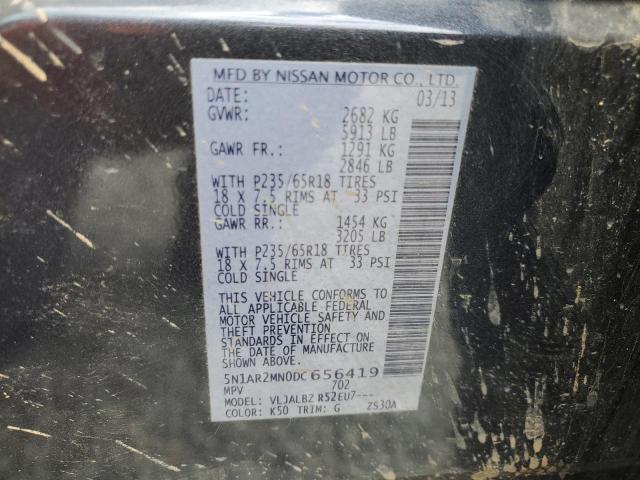 MFD BY NISSAN MOTOR CO., LTD.
DATE: 03/13
GVWR: 2682 KG
5913 LB
GAWR FR.: 1291 KG
2846 LB
WITH P235/65R18 TIRES
18 X 7.5 RIMS AT 33 PSI
COLD SINGLE
GAWR RR.: 1454 KG
3205 LB
WITH P235/65R18 TIRES
18 X 7.5 RIMS AT 33 PSI
COLD SINGLE
THIS VEHICLE CONFORMS TO
ALL APPLICABLE FEDERAL
MOTOR VEHICLE SAFETY AND
THEFT PREVENTION
STANDARDS IN EFFECT ON
THE DATE OF MANUFACTURE
SHOWN ABOVE.
5N1AR2MN0DC656419
MPV 702
MODEL: VLJALBZ R52EU7---
COLOR: K50 TRIM: G ZS30A